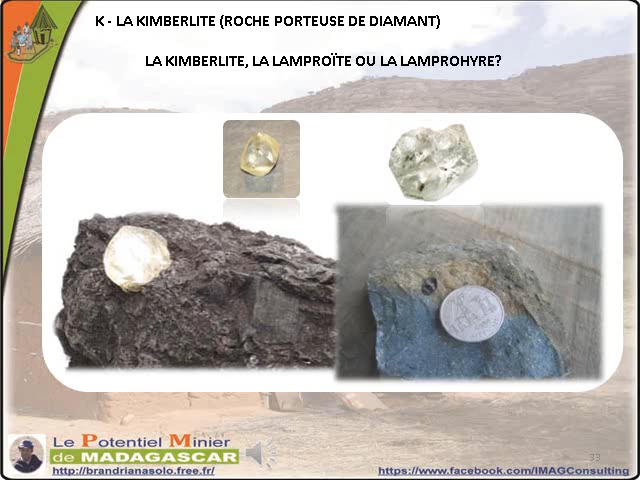 K - LA KIMBERLITE (ROCHE PORTEUSE DE DIAMANT)
LA KIMBERLITE, LA LAMPROÏTE OU LA LAMPROHYRE?
Le Potentiel Minier
de MADAGASCAR
http://brandrianasolo.free.fr/
33
https://www.facebook.com/IMAGConsulting